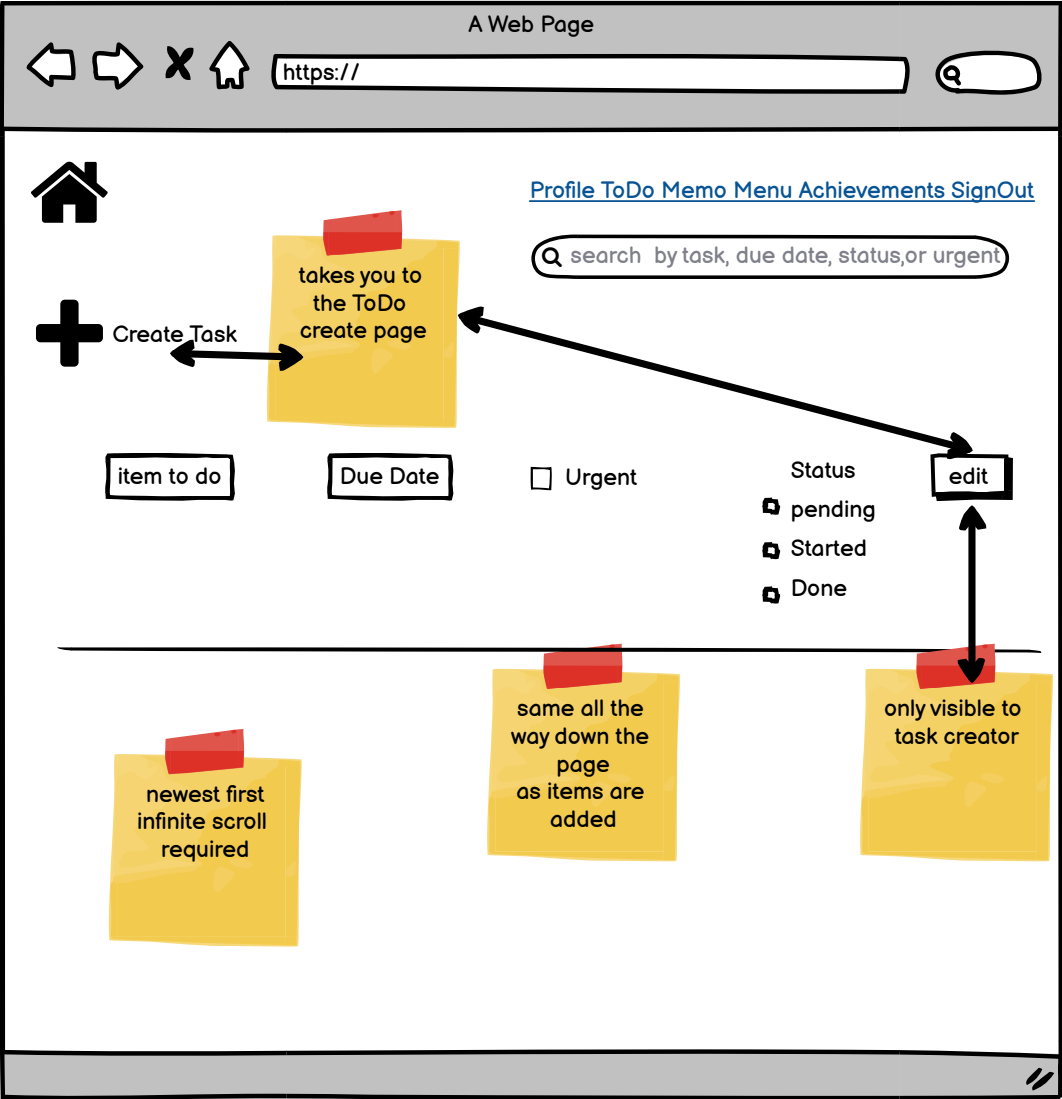 A Web Page
https://
Profile ToDo Memo Menu Achievements SignOut
search  by task, due date, status,or urgent
takes you to
the ToDo
create page
Create Task
item to do
Due Date
Urgent
Status
pending
Started
Done
edit
newest first
infinite scroll
required
same all the
way down the
page
as items are
added
only visible to
task creator